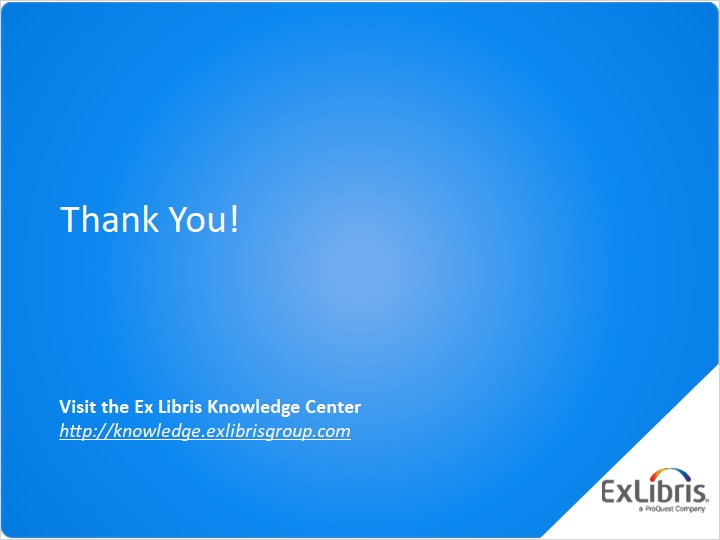 Thank You!
Visit the Ex Libris Knowledge Center
http://knowledge.exlibrisgroup.com
ExLibris
a ProQuest Company